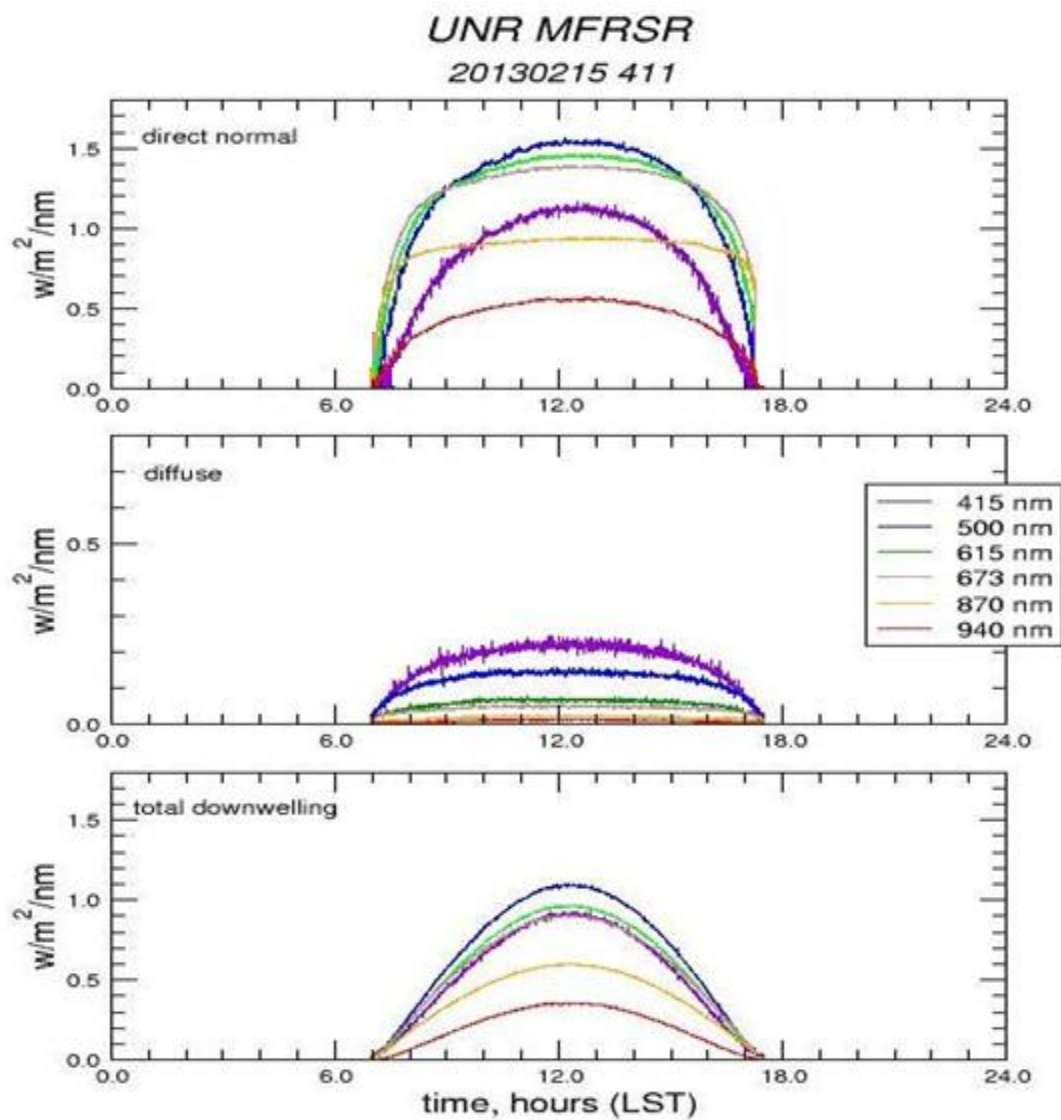 UNR MFRSR
20130215 411
direct normal
w/m²/nm
1.5
1.0
0.5
0.0
0.0 6.0 12.0 18.0 24.0
diffuse
w/m²/nm
0.5
0.0
0.0 6.0 12.0 18.0 24.0
415 nm
500 nm
615 nm
673 nm
870 nm
940 nm
total downwelling
w/m²/nm
1.5
1.0
0.5
0.0
0.0 6.0 12.0 18.0 24.0
time, hours (LST)